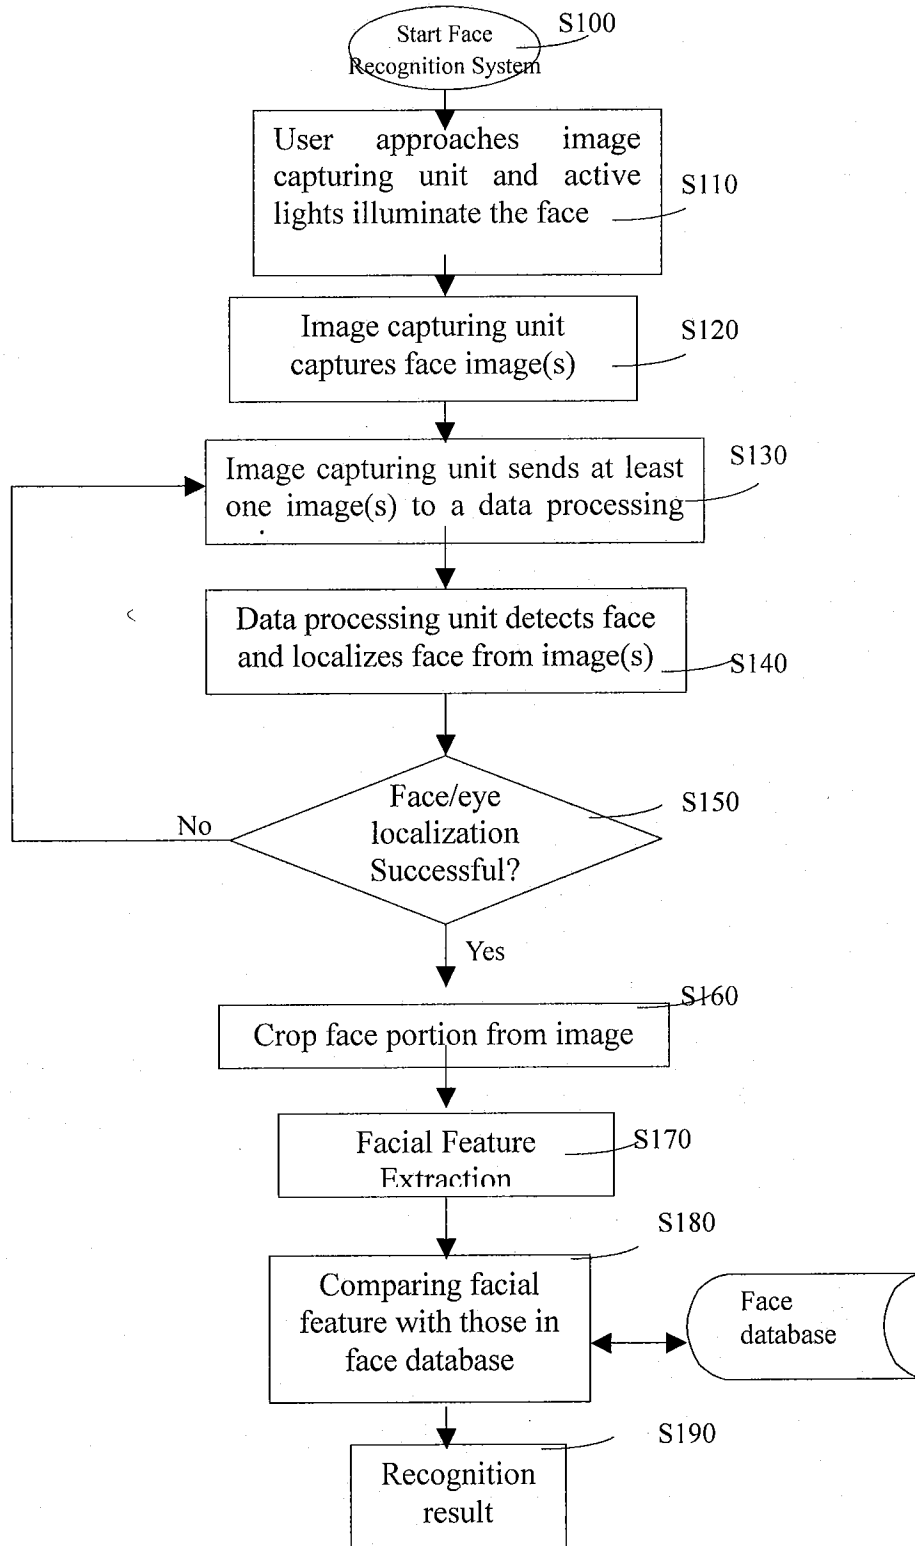 Start Face
Recognition System
S100
User approaches image
capturing unit and active
lights illuminate the face
S110
Image capturing unit
captures face image(s)
S120
Image capturing unit sends at least
one image(s) to a data processing
S130
Data processing unit detects face
and localizes face from image(s)
S140
Face/eye
localization
Successful?
S150
No
Yes
S160
Crop face portion from image
Facial Feature
Extraction
S170
S180
Comparing facial
feature with those in
face database
Face
database
S190
Recognition
result